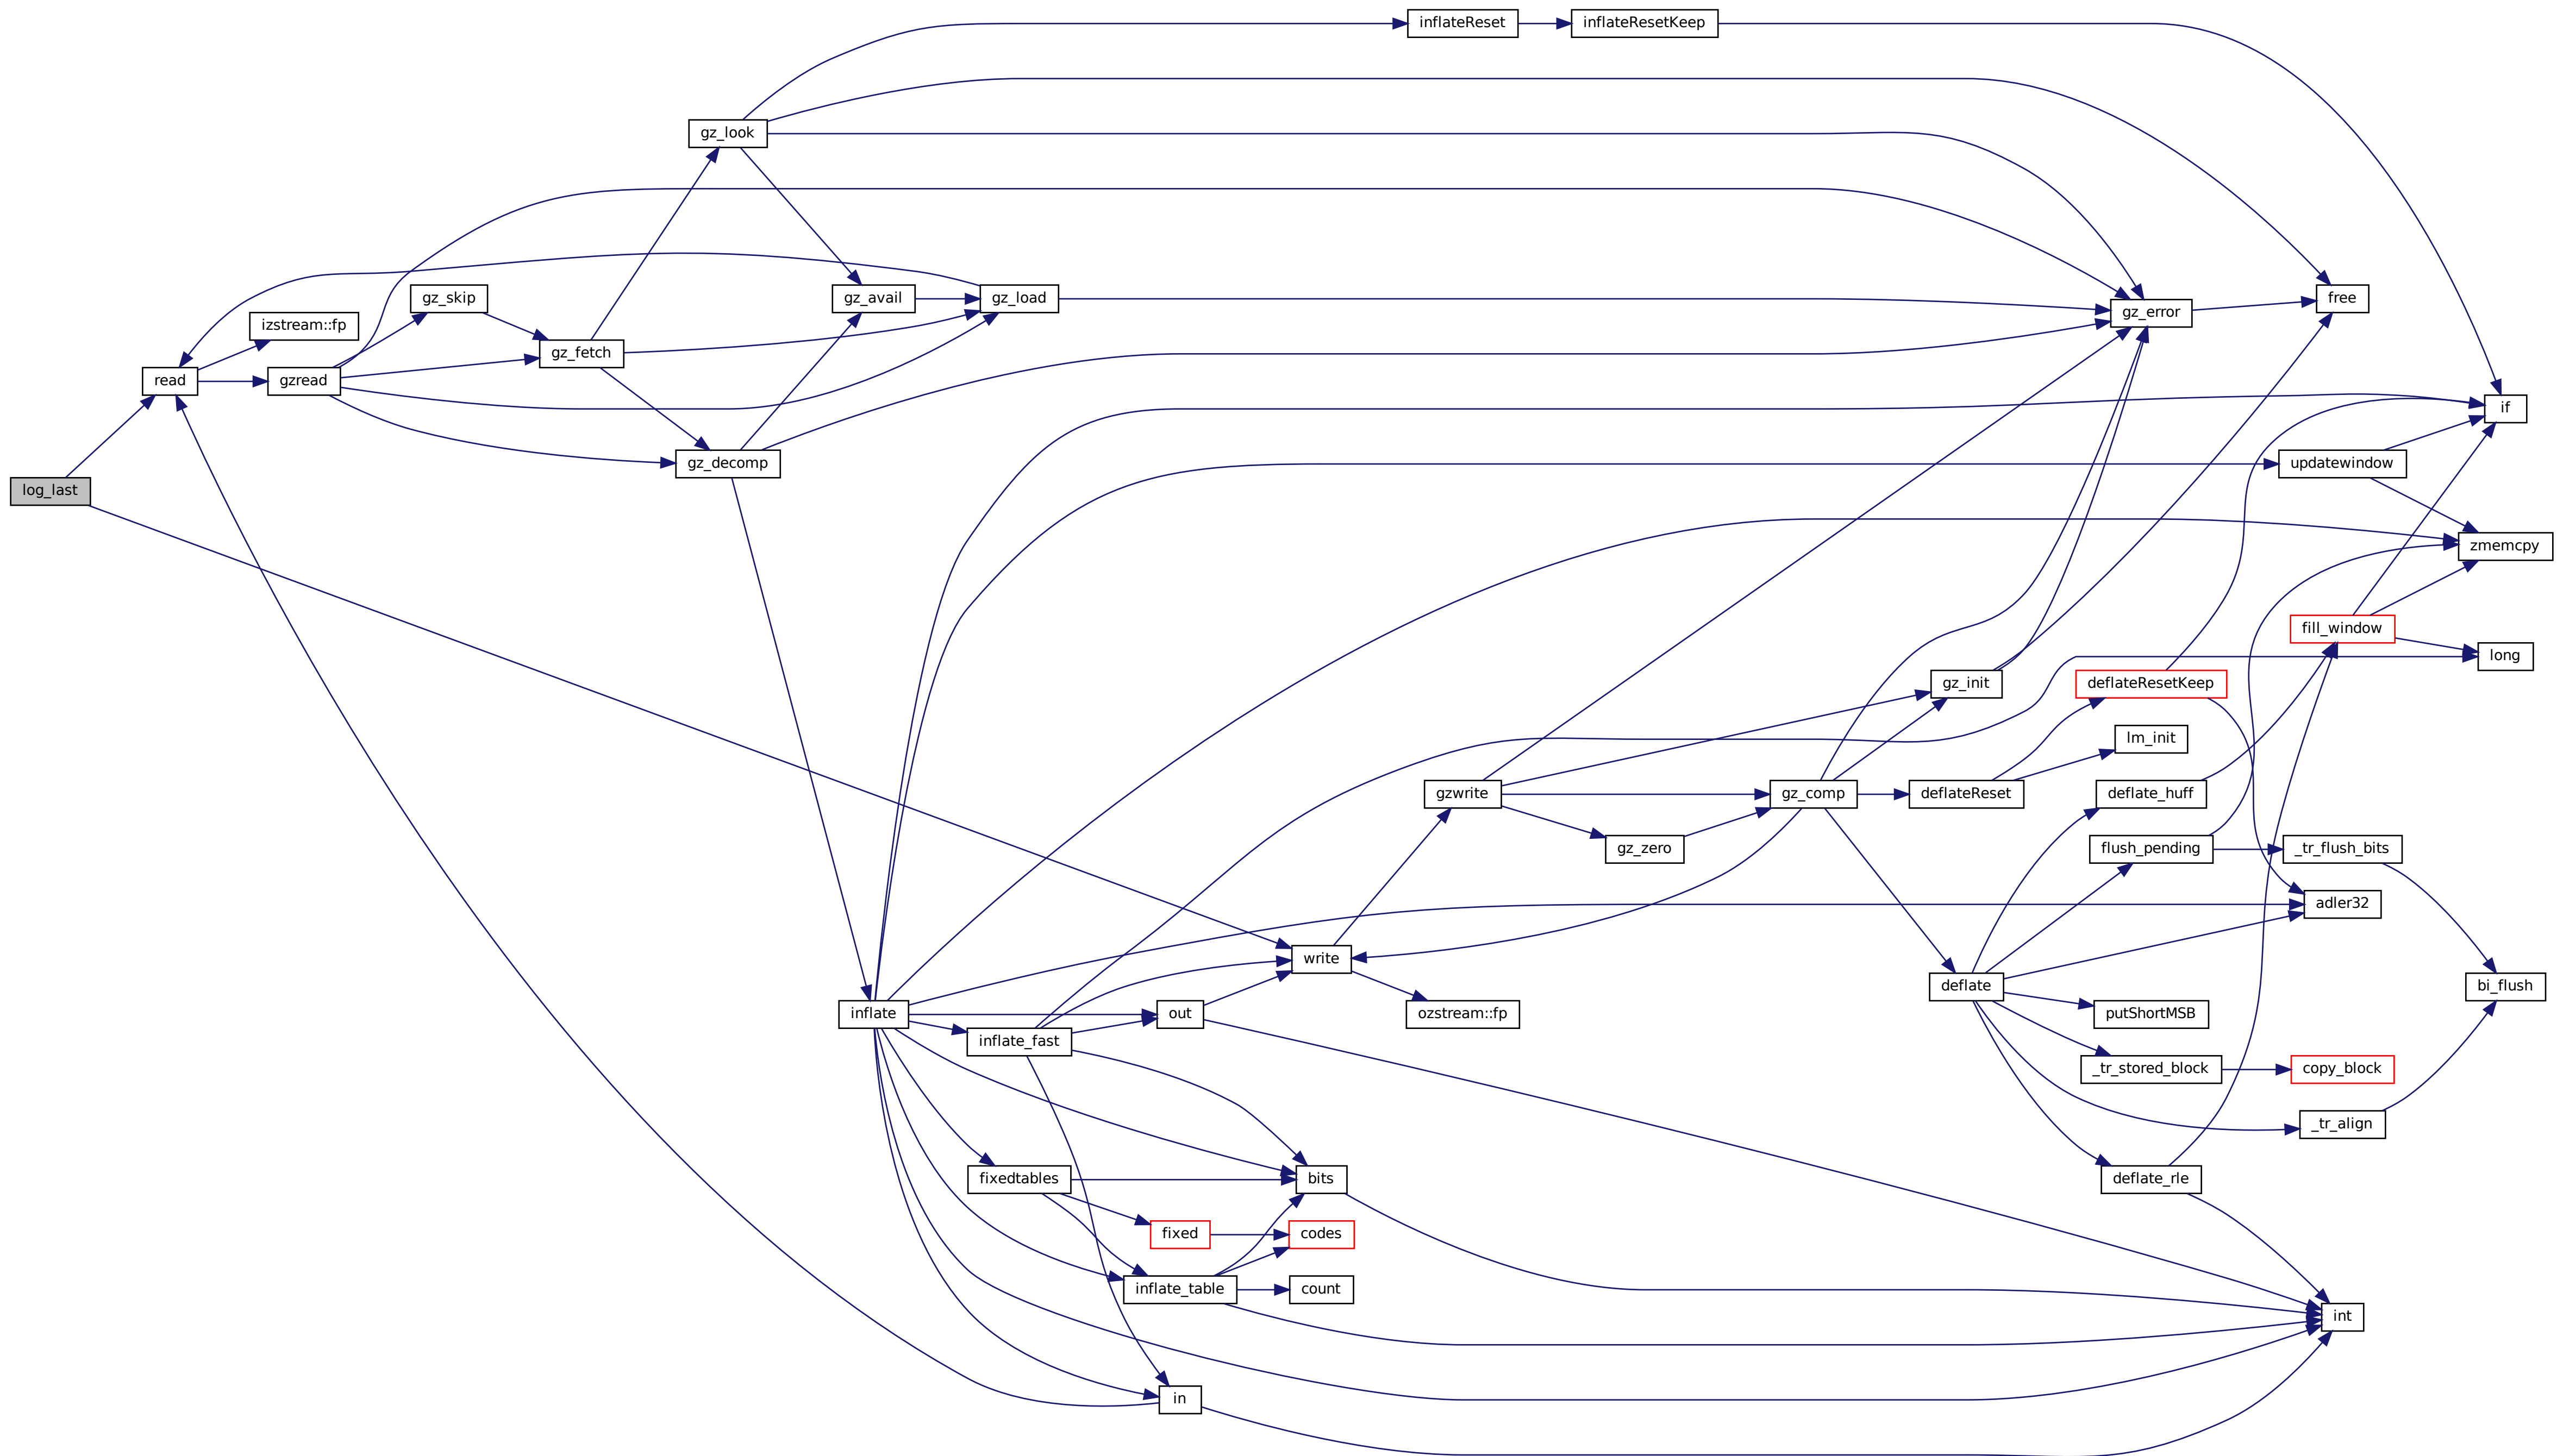 inflateReset
inflateResetKeep
gz_look
gz_skip
gz_avail
gz_load
free
izstream::fp
gz_error
gz_fetch
read
gzread
if
gz_decomp
updatewindow
log_last
zmemcpy
fill_window
long
gz_init
deflateResetKeep
lm_init
gzwrite
gz_comp
deflateReset
deflate_huff
gz_zero
flush_pending
_tr_flush_bits
adler32
write
deflate
bi_flush
inflate
out
ozstream::fp
putShortMSB
inflate_fast
_tr_stored_block
copy_block
_tr_align
fixedtables
bits
deflate_rle
fixed
codes
inflate_table
count
int
in